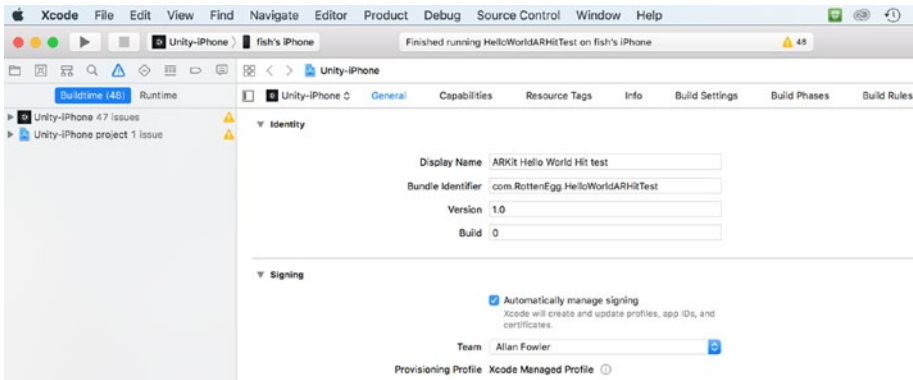 Xcode File Edit View Find Navigate Editor Product Debug Source Control Window Help
Unity-iPhone fish's iPhone Finished running HelloWorldARHitTest on fish's iPhone 48
Unity-iPhone
Buildtime (48) Runtime Unity-iPhone General Capabilities Resource Tags Info Build Settings Build Phases Build Rules
Unity-iPhone 47 issues
Unity-iPhone project 1 issue
Identity
Display Name ARKit Hello World Hit test
Bundle Identifier com.RottenEgg.HelloWorldARHitTest
Version 1.0
Build 0
Signing
Automatically manage signing
Xcode will create and update profiles, app IDs, and
certificates.
Team Allan Fowler
Provisioning Profile Xcode Managed Profile